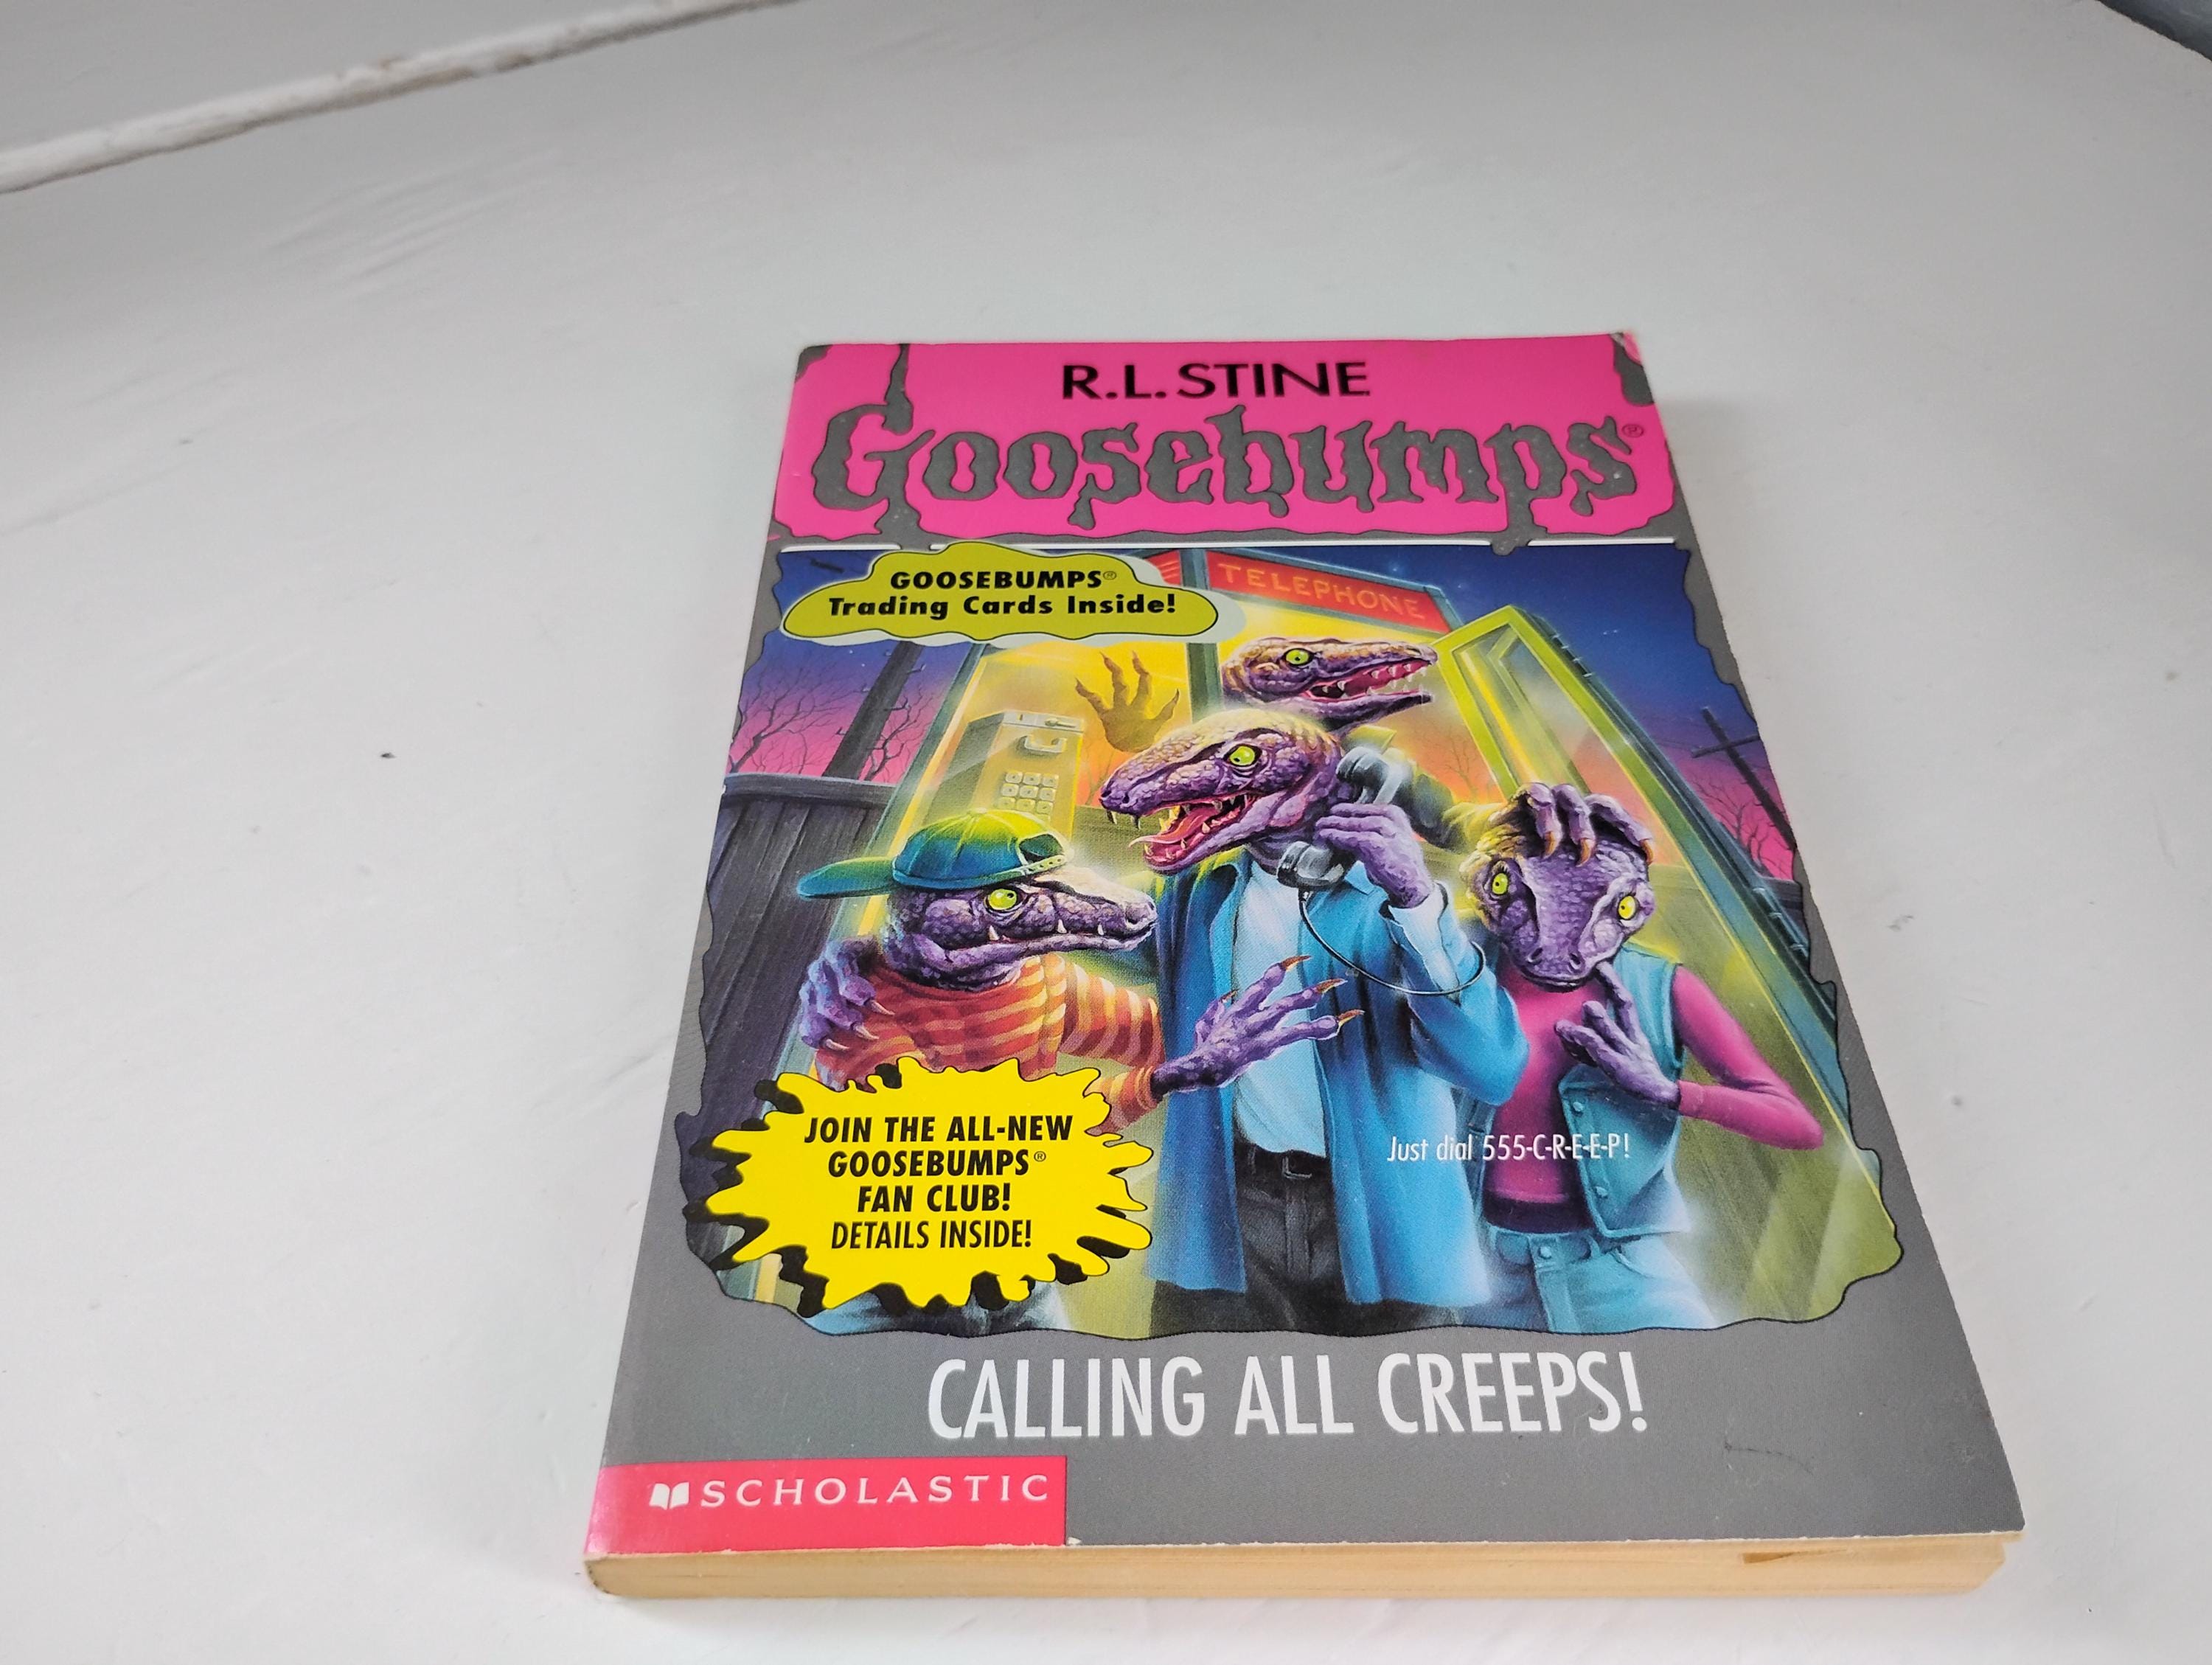 R.L. STINE
Goosebumps®
GOOSEBUMPS®
Trading Cards Inside!
TELEPHONE
JOIN THE ALL-NEW
GOOSEBUMPS®
FAN CLUB!
DETAILS INSIDE!
Just dial 555-C-R-E-E-P!
CALLING ALL CREEPS!
SCHOLASTIC